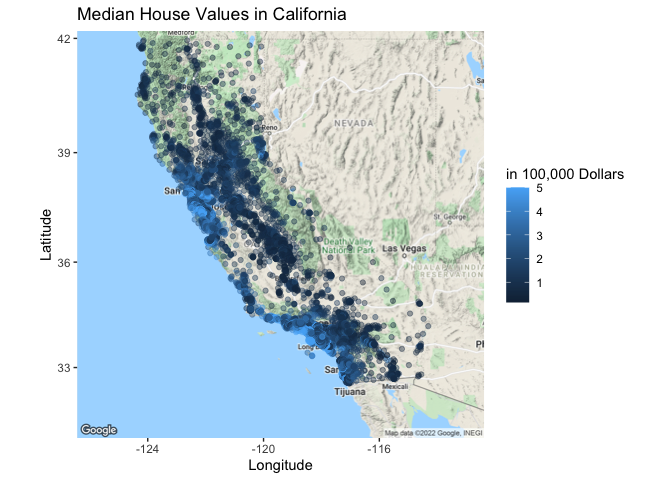 Median House Values in California
42
39
36
33
Latitude
Medford
Reno
NEVADA
San
St. George
Death Valley
National Park
Las Vegas
HUALAPAI INDIA
RESERVATION
Long B
San
Tijuana
Mexicali
Google
Map data ©2022 Google, INEGI
-124
-120
-116
Longitude
in 100,000 Dollars
5
4
3
2
1